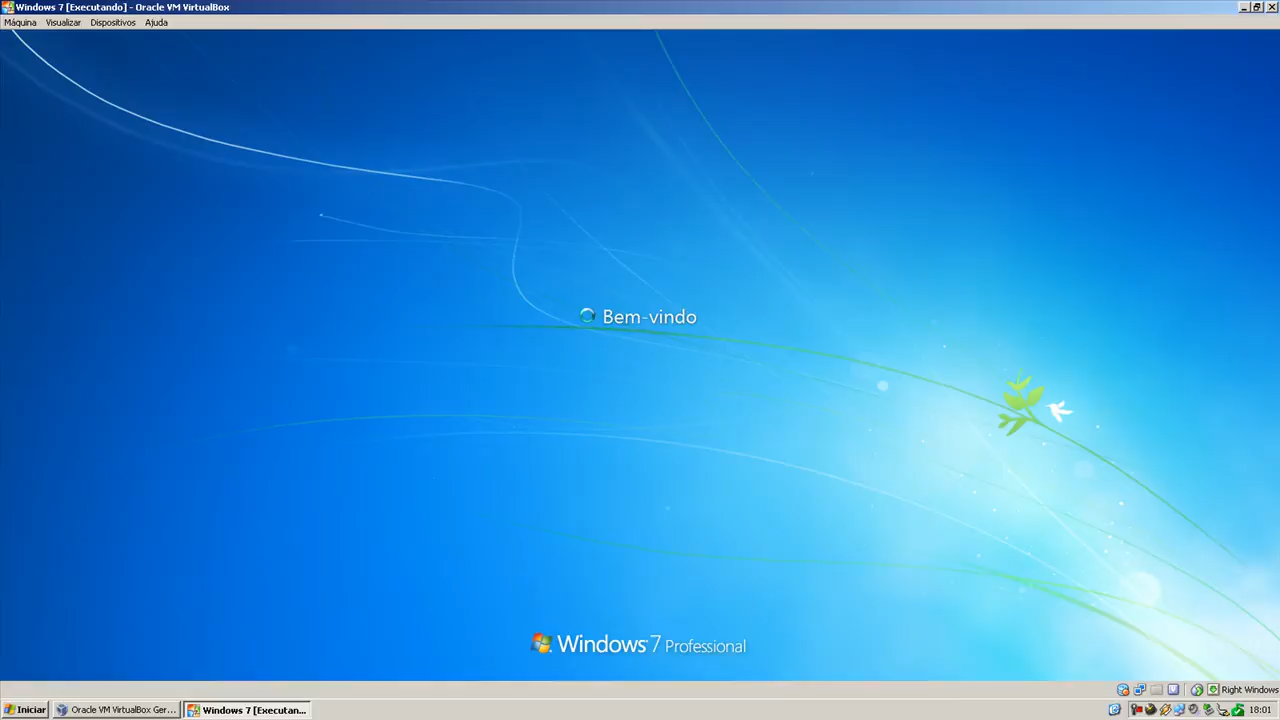 Windows 7 [Executando] - Oracle VM VirtualBox
Máquina Visualizar Dispositivos Ajuda
Bem-vindo
Windows 7 Professional
Right Windows
Iniciar Oracle VM VirtualBox Ger... Windows 7 [Executan... 18:01